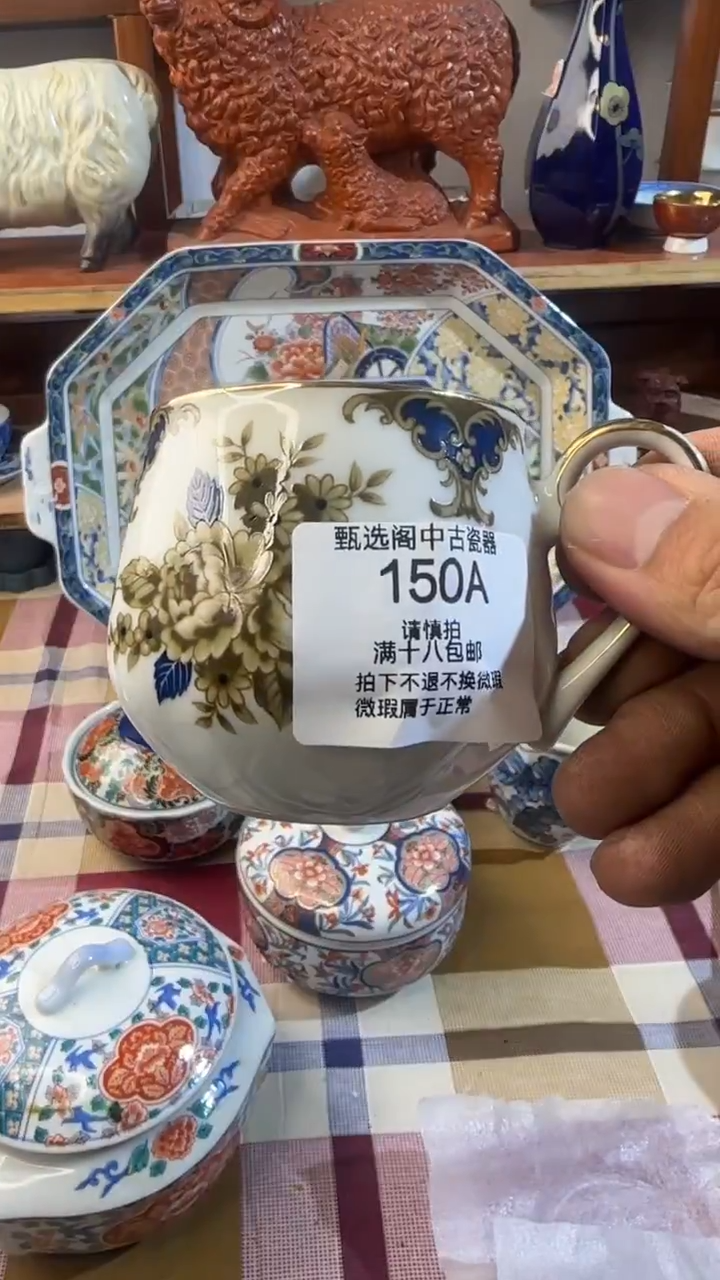 甄选阁中古瓷器
150A
请慎拍
满十八包邮
拍下不退不换微瑕
微瑕属于正常